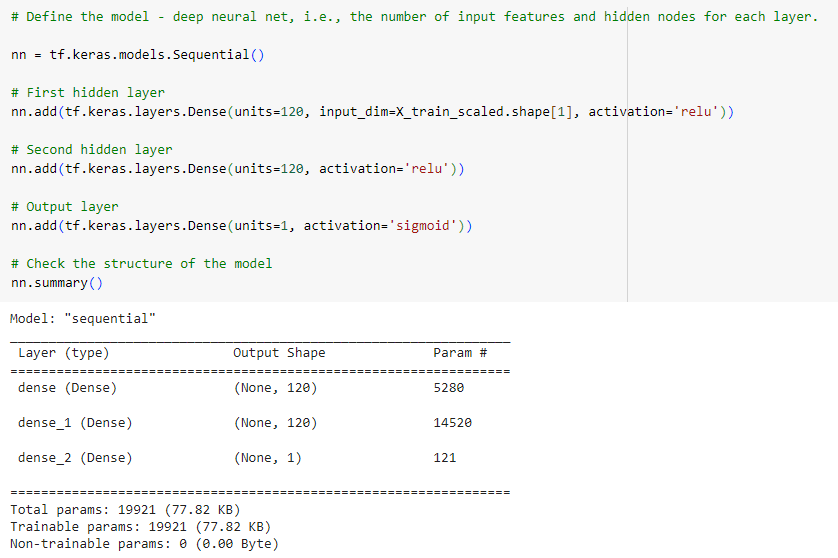 # Define the model - deep neural net, i.e., the number of input features and hidden nodes for each layer.
nn = tf.keras.models.Sequential()
# First hidden layer
nn.add(tf.keras.layers.Dense(units=120, input_dim=X_train_scaled.shape[1], activation='relu'))
# Second hidden layer
nn.add(tf.keras.layers.Dense(units=120, activation='relu'))
# Output layer
nn.add(tf.keras.layers.Dense(units=1, activation='sigmoid'))
# Check the structure of the model
nn.summary()
Model: "sequential"
Layer (type) Output Shape Param #
dense (Dense) (None, 120) 5280
dense_1 (Dense) (None, 120) 14520
dense_2 (Dense) (None, 1) 121
Total params: 19921 (77.82 KB)
Trainable params: 19921 (77.82 KB)
Non-trainable params: 0 (0.00 Byte)